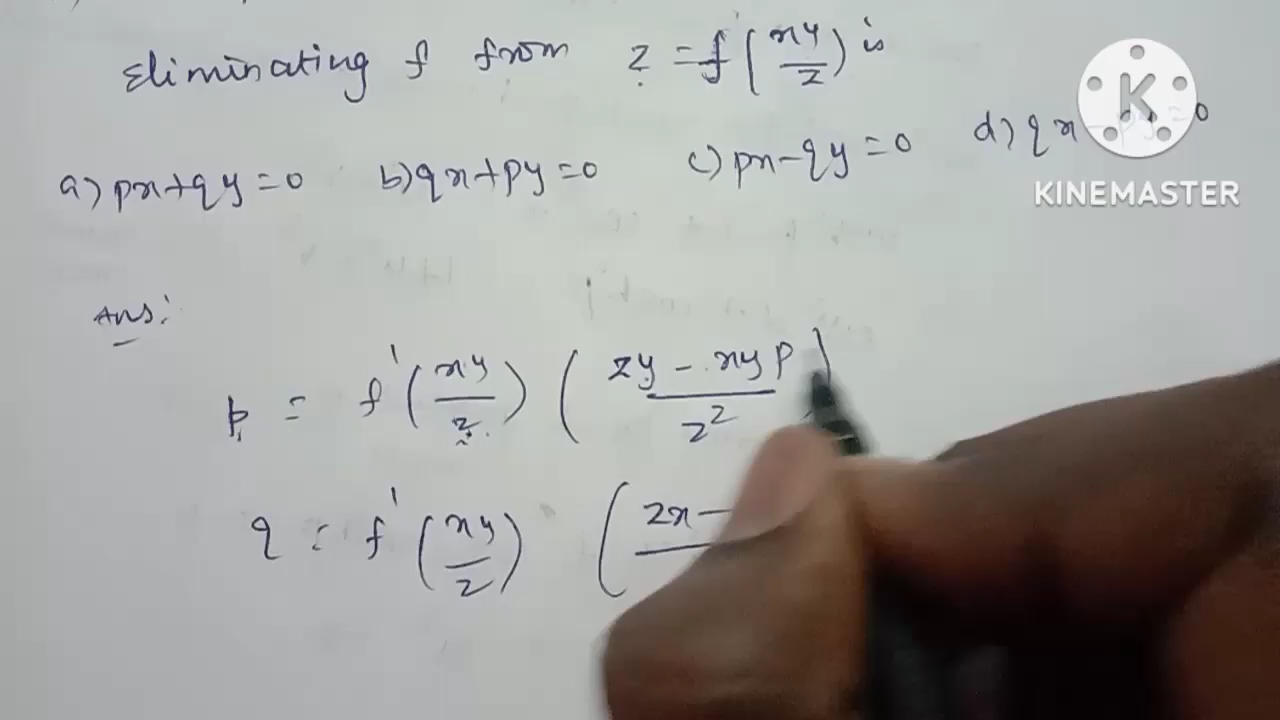 Eliminating f from z = f(xy/z) is
a) px+qy=0 b) qx+py=0 c) px-qy=0 d) qx 0
KINEMASTER
Ans:
p = f'(xy/z) (zy - xyp / z²)
q = f'(xy/z) (zx -